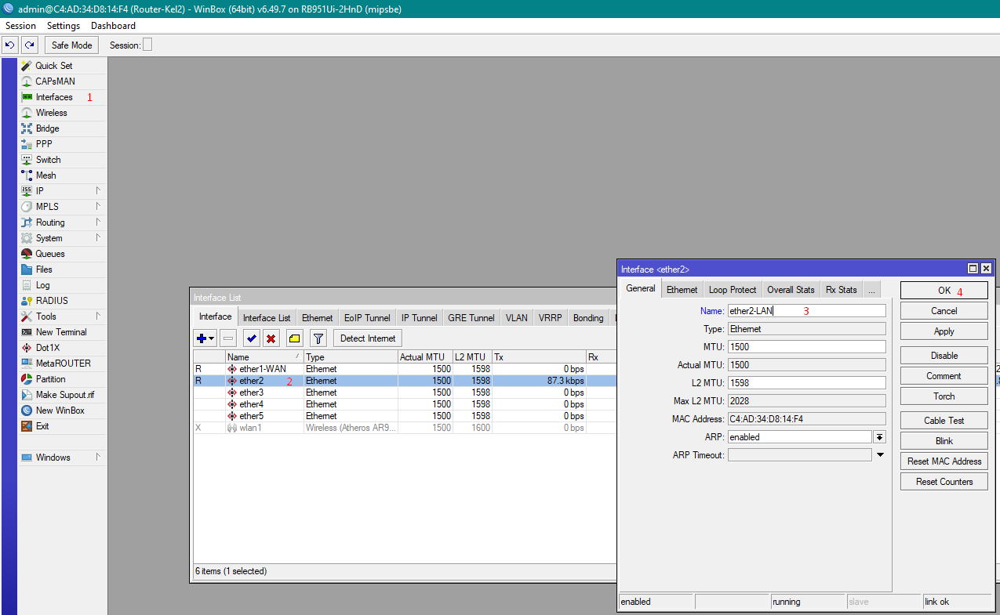 admin@C4:AD:34:D8:14:F4 (Router-Kel2) - WinBox (64bit) v6.49.7 on RB951Ui-2HnD (mipsbe)
Session Settings Dashboard
Safe Mode Session:
Quick Set
CAPsMAN
Interfaces 1
Wireless
Bridge
PPP
Switch
Mesh
255 IP
MPLS
Routing
System
Queues
Files
Log
RADIUS
Tools
New Terminal
Dot1X
MetaROUTER
Partition
Make Supout.rif
New WinBox
Exit
Windows
Interface List
Interface Interface List Ethernet EoIP Tunnel IP Tunnel GRE Tunnel VLAN VRRP Bonding
Detect Internet
Name Type Actual MTU L2 MTU Tx Rx
R ether1-WAN Ethernet 1500 1598 0 bps
R ether2 2 Ethernet 1500 1598 87.3 kbps
ether3 Ethernet 1500 1598 0 bps
ether4 Ethernet 1500 1598 0 bps
ether5 Ethernet 1500 1598 0 bps
X wlan1 Wireless (Atheros AR9... 1500 1600 0 bps
6 items (1 selected)
Interface <ether2>
General Ethernet Loop Protect Overall Stats Rx Stats ...
Name: ether2-LAN 3
Type: Ethernet
MTU: 1500
Actual MTU: 1500
L2 MTU: 1598
Max L2 MTU: 2028
MAC Address: C4:AD:34:D8:14:F4
ARP: enabled
ARP Timeout:
OK 4
Cancel
Apply
Disable
Comment
Torch
Cable Test
Blink
Reset MAC Address
Reset Counters
enabled running slave link ok